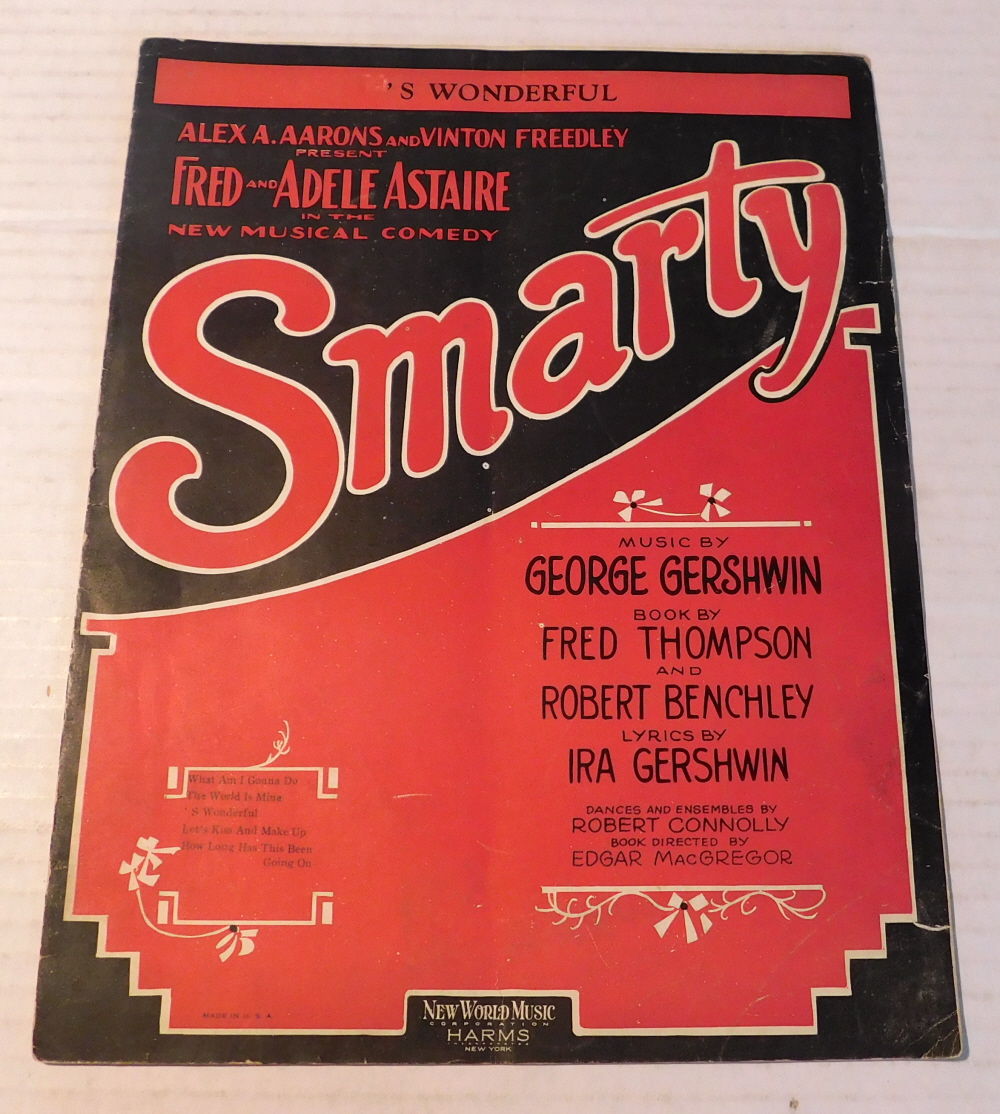 'S WONDERFUL
ALEX A. AARONS AND VINTON FREEDLEY
PRESENT
FRED AND ADELE ASTAIRE
IN THE
NEW MUSICAL COMEDY
Smarty
MUSIC BY
GEORGE GERSHWIN
BOOK BY
FRED THOMPSON
AND
ROBERT BENCHLEY
LYRICS BY
IRA GERSHWIN
DANCES AND ENSEMBLES BY
ROBERT CONNOLLY
BOOK DIRECTED BY
EDGAR MACGREGOR
What Am I Gonna Do
The World Is Mine
'S Wonderful
Let's Kiss And Make Up
How Long Has This Been
Going On
MADE IN U. S. A.
NEW WORLD MUSIC
CORPORATION
HARMS
INCORPORATED
NEW YORK